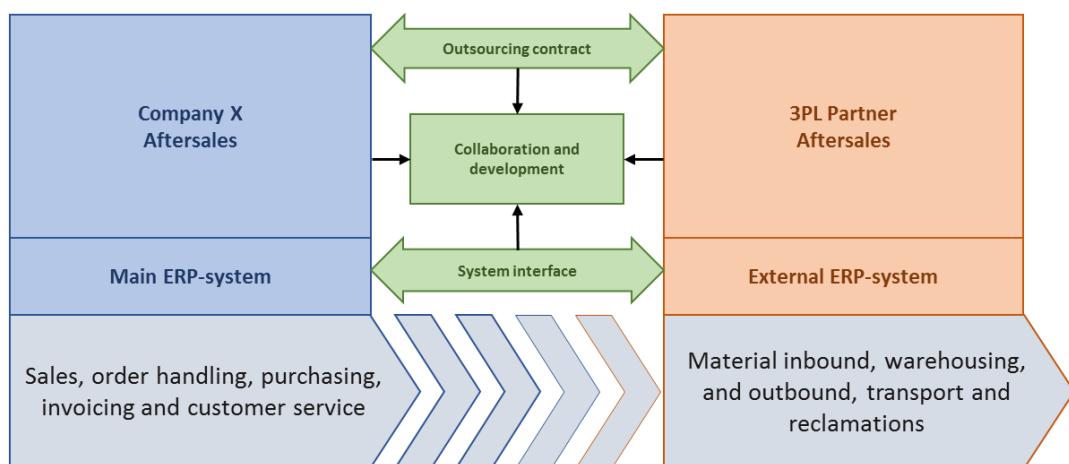 Outsourcing contract
Company X
Aftersales
3PL Partner
Aftersales
Collaboration and
development
Main ERP-system
System interface
External ERP-system
Sales, order handling, purchasing,
invoicing and customer service
Material inbound, warehousing,
and outbound, transport and
reclamations